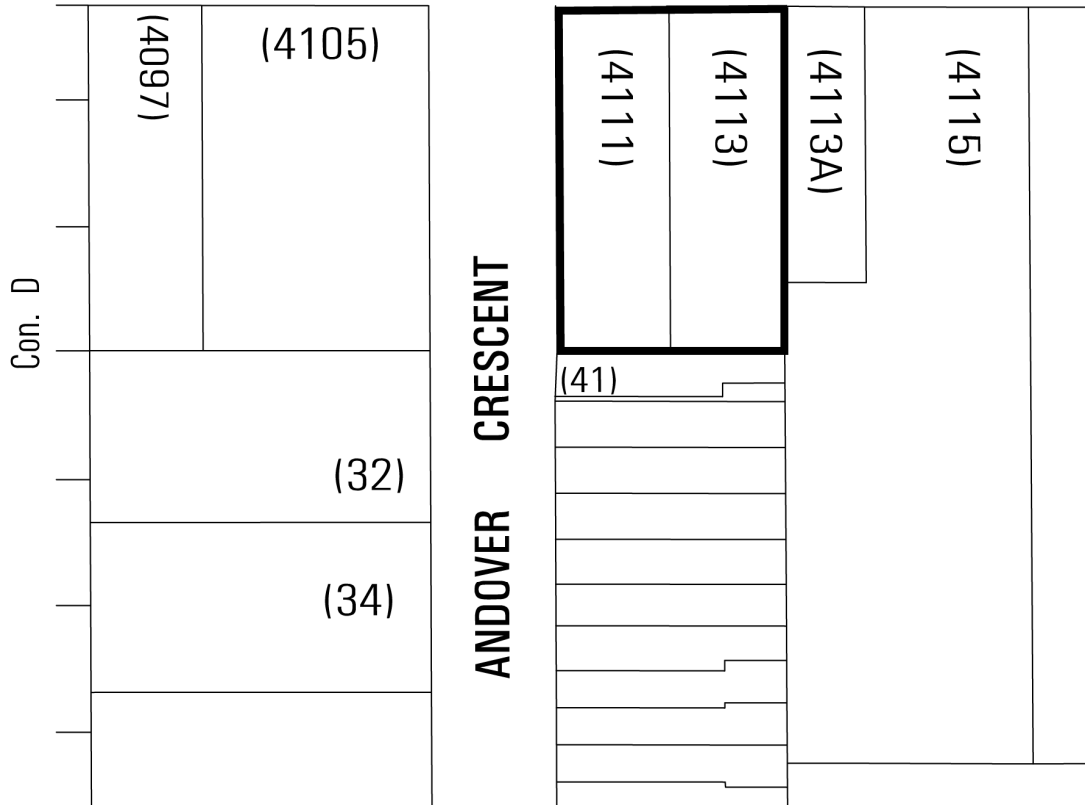 (4097)
(4105)
(4111)
(4113)
(4113A)
(4115)
Con. D
ANDOVER CRESCENT
(41)
(32)
(34)